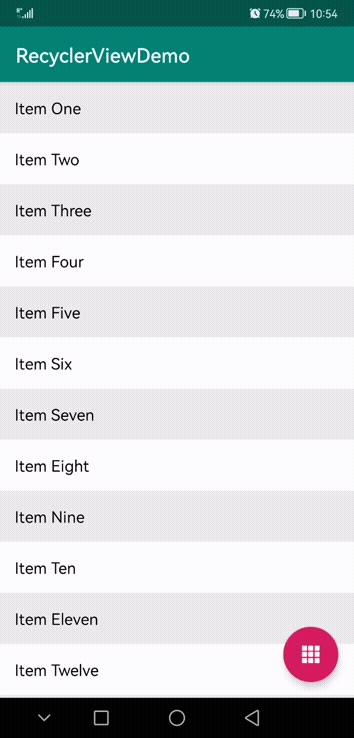 74% 10:54
RecyclerViewDemo
Item One
Item Two
Item Three
Item Four
Item Five
Item Six
Item Seven
Item Eight
Item Nine
Item Ten
Item Eleven
Item Twelve